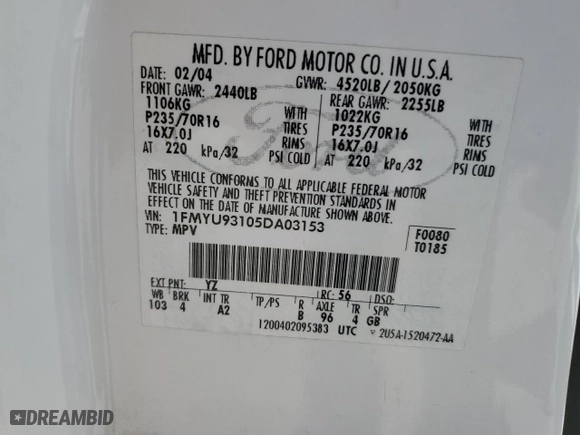 MFD. BY FORD MOTOR CO. IN U.S.A.
DATE: 02/04 GVWR: 4520LB/ 2050KG
FRONT GAWR: 2440LB REAR GAWR: 2255LB
1106KG WITH 1022KG WITH
P235/70R16 TIRES P235/70R16 TIRES
16X7.0J RIMS 16X7.0J RIMS
AT 220 kPa/32 PSI COLD AT 220 kPa/32 PSI COLD
Ford
THIS VEHICLE CONFORMS TO ALL APPLICABLE FEDERAL MOTOR
VEHICLE SAFETY AND THEFT PREVENTION STANDARDS IN
EFFECT ON THE DATE OF MANUFACTURE SHOWN ABOVE.
VIN: 1FMYU93105DA03153 F0080
TYPE: MPV T0185
EXT PNT: YZ RC: 56 DSO:
WB BRK INT TR TP/PS R AXLE TR SPR
103 4 A2 B 96 4 GB
1200402095383 UTC 2U5A-1520472-AA
DREAMBID